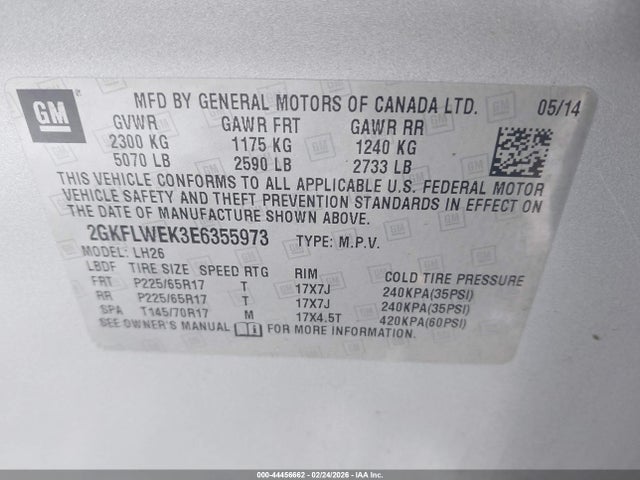 GM
MFD BY GENERAL MOTORS OF CANADA LTD. 05/14
GVWR GAWR FRT GAWR RR
2300 KG 1175 KG 1240 KG
5070 LB 2590 LB 2733 LB
THIS VEHICLE CONFORMS TO ALL APPLICABLE U.S. FEDERAL MOTOR
VEHICLE SAFETY AND THEFT PREVENTION STANDARDS IN EFFECT ON
THE DATE OF MANUFACTURE SHOWN ABOVE.
2GKFLWEK3E6355973 TYPE: M.P.V.
MODEL: LH26
LBDF TIRE SIZE SPEED RTG RIM COLD TIRE PRESSURE
FRT P225/65R17 T 17X7J 240KPA(35PSI)
RR P225/65R17 T 17X7J 240KPA(35PSI)
SPA T145/70R17 M 17X4.5T 420KPA(60PSI)
SEE OWNER'S MANUAL FOR MORE INFORMATION.
000-44456662 - 02/24/2026 - IAAI, Inc.